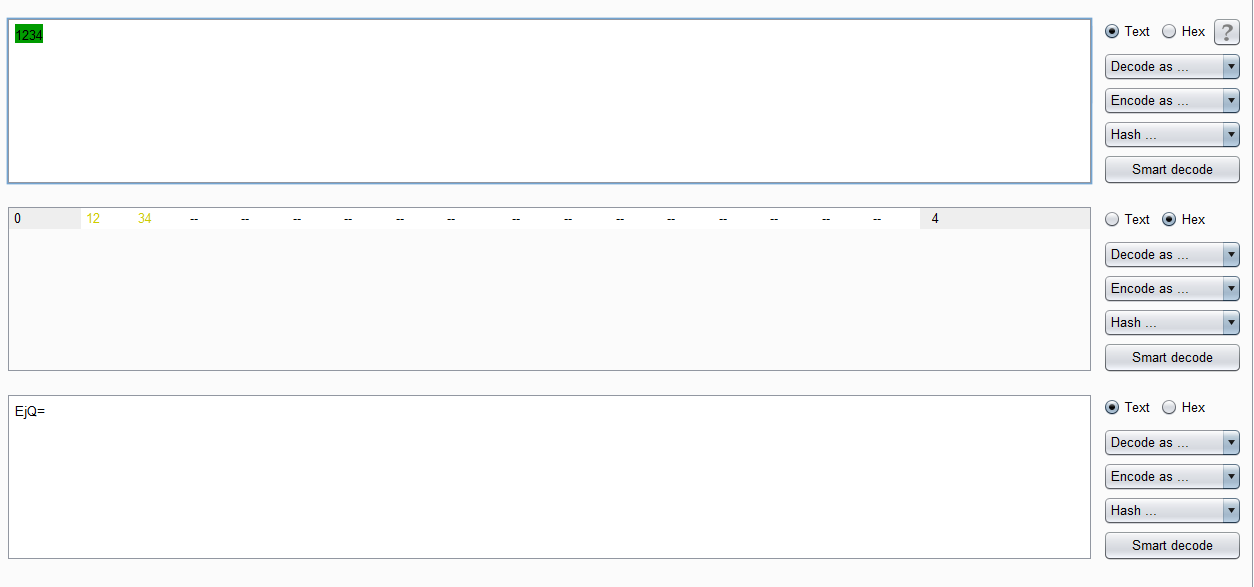 1234
Text Hex ?
Decode as ...
Encode as ...
Hash ...
Smart decode
0 12 34 -- -- -- -- -- -- -- -- -- -- -- -- -- -- 4
Text Hex
Decode as ...
Encode as ...
Hash ...
Smart decode
EjQ=
Text Hex
Decode as ...
Encode as ...
Hash ...
Smart decode